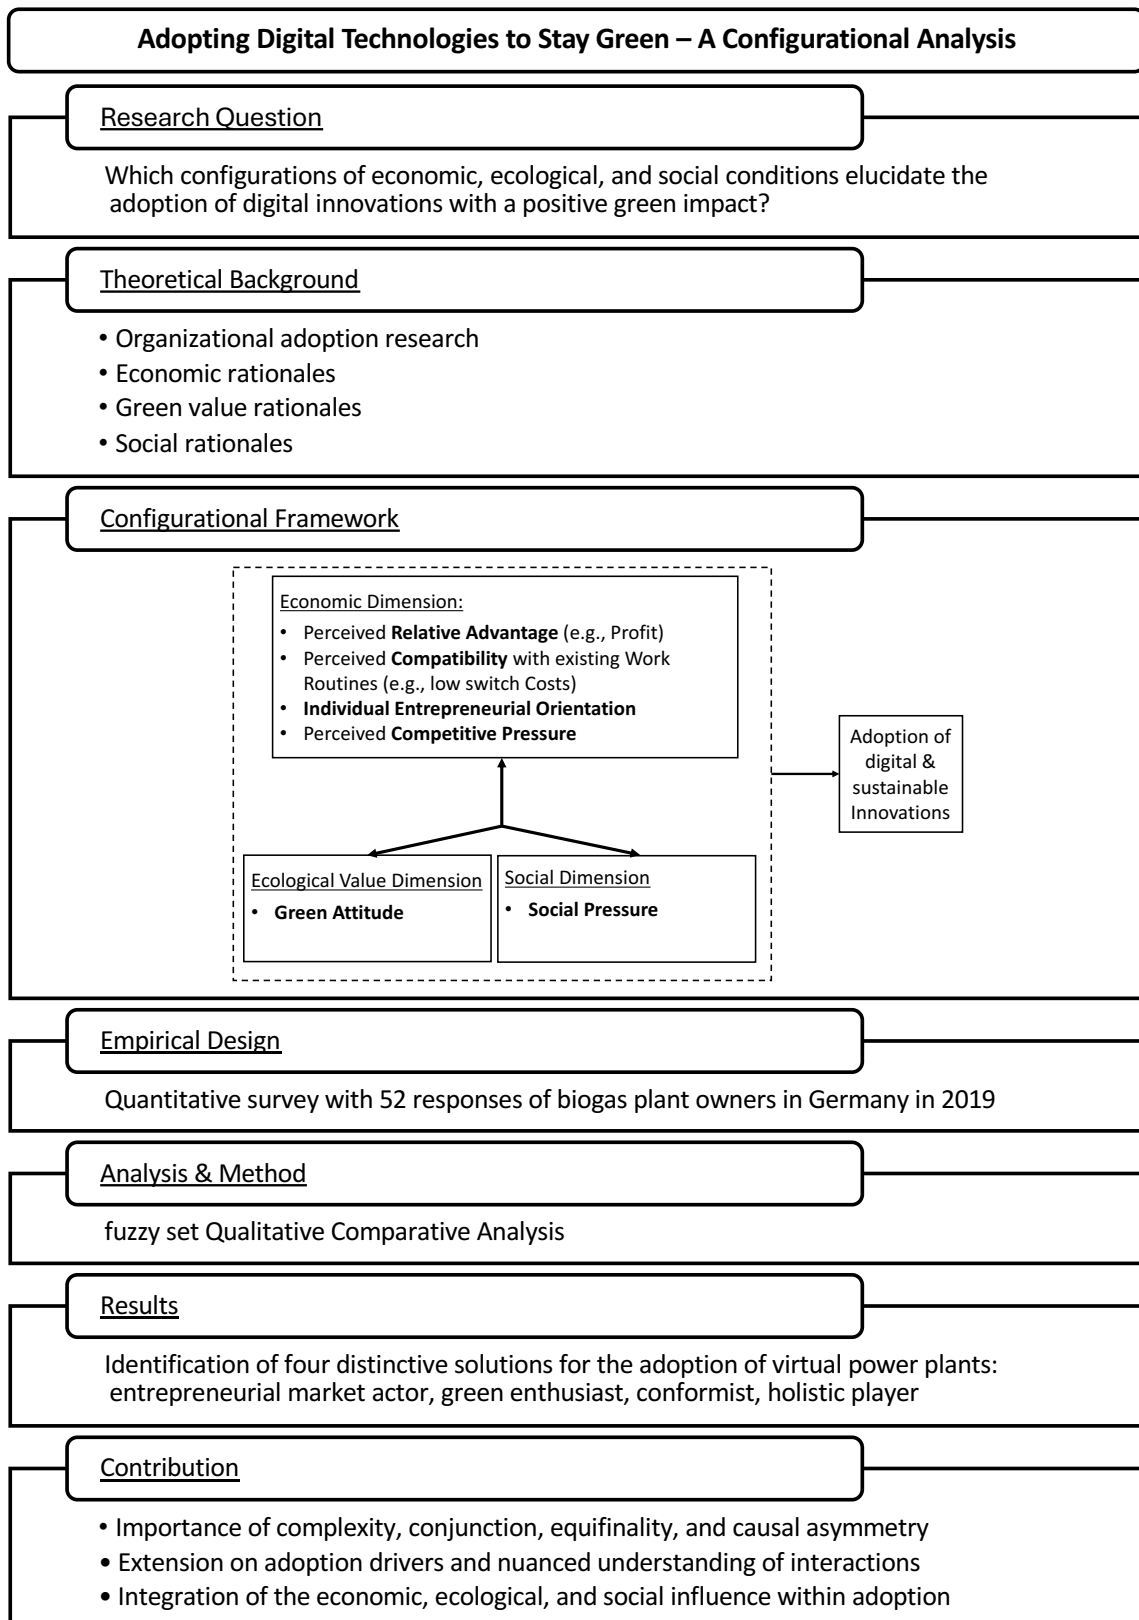 Adopting Digital Technologies to Stay Green – A Configurational Analysis
Research Question
Which configurations of economic, ecological, and social conditions elucidate the
adoption of digital innovations with a positive green impact?
Theoretical Background
• Organizational adoption research
• Economic rationales
• Green value rationales
• Social rationales
Configurational Framework
Economic Dimension:
• Perceived Relative Advantage (e.g., Profit)
• Perceived Compatibility with existing Work
Routines (e.g., low switch Costs)
• Individual Entrepreneurial Orientation
• Perceived Competitive Pressure
Adoption of
digital &
sustainable
Innovations
Ecological Value Dimension
• Green Attitude
Social Dimension
• Social Pressure
Empirical Design
Quantitative survey with 52 responses of biogas plant owners in Germany in 2019
Analysis & Method
fuzzy set Qualitative Comparative Analysis
Results
Identification of four distinctive solutions for the adoption of virtual power plants:
entrepreneurial market actor, green enthusiast, conformist, holistic player
Contribution
• Importance of complexity, conjunction, equifinality, and causal asymmetry
• Extension on adoption drivers and nuanced understanding of interactions
• Integration of the economic, ecological, and social influence within adoption